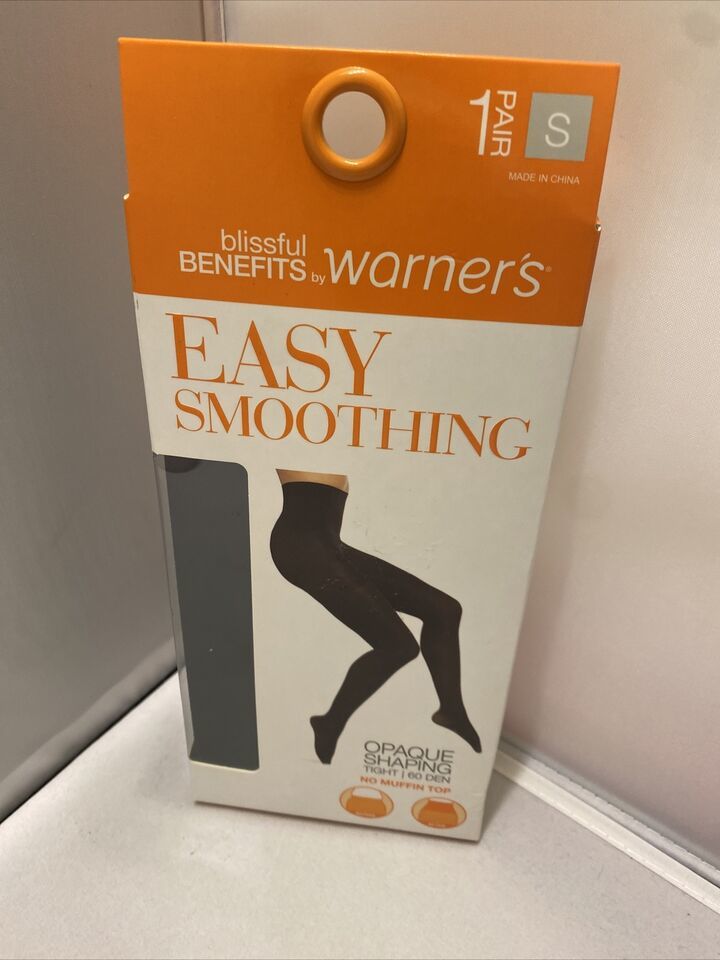 1 PAIR
S
MADE IN CHINA
blissful
BENEFITS by warner's®
EASY
SMOOTHING
OPAQUE
SHAPING
TIGHT | 60 DEN
NO MUFFIN TOP